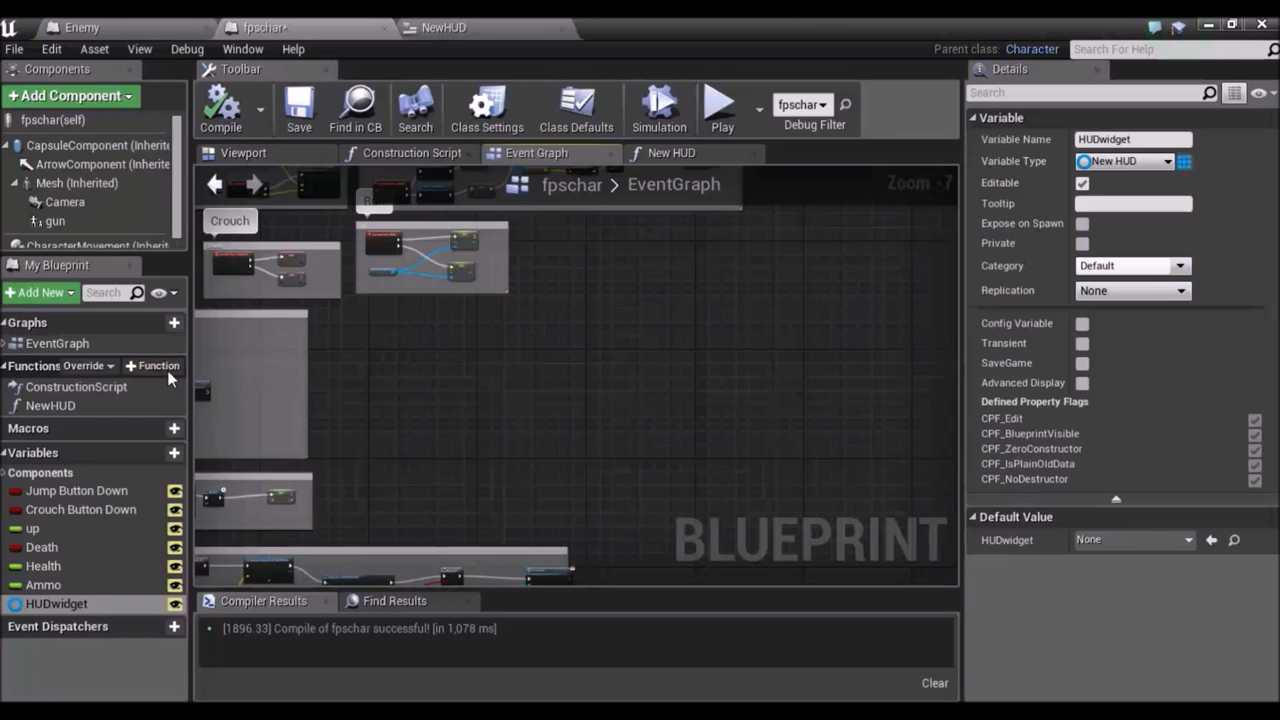 Enemy
fpschar*
NewHUD
File Edit Asset View Window Debug Help
Parent class: Character
Search For Help
Components
Toolbar
Details
+Add Component
Compile
Save
Find in CB
Search
Class Settings
Class Defaults
Simulation
Play
fpschar
Debug Filter
Search
fpschar(self)
CapsuleComponent (Inherite
ArrowComponent (Inherited
Mesh (Inherited)
Camera
gun
CharacterMovement (Inherit
Viewport
Construction Script
Event Graph
New HUD
fpschar > EventGraph
Zoom -7
Crouch
My Blueprint
+Add New
Search
Graphs
EventGraph
Functions Override + Function
ConstructionScript
NewHUD
Macros
Variables
Components
Jump Button Down
Crouch Button Down
up
Death
Health
Ammo
HUDwidget
Event Dispatchers
BLUEPRINT
Compiler Results
Find Results
[1896.33] Compile of fpschar successful! [in 1,078 ms]
Clear
Variable
Variable Name HUDwidget
Variable Type New HUD
Editable
Tooltip
Expose on Spawn
Private
Category Default
Replication None
Config Variable
Transient
SaveGame
Advanced Display
Defined Property Flags
CPF_Edit
CPF_BlueprintVisible
CPF_ZeroConstructor
CPF_IsPlainOldData
CPF_NoDestructor
Default Value
HUDwidget None